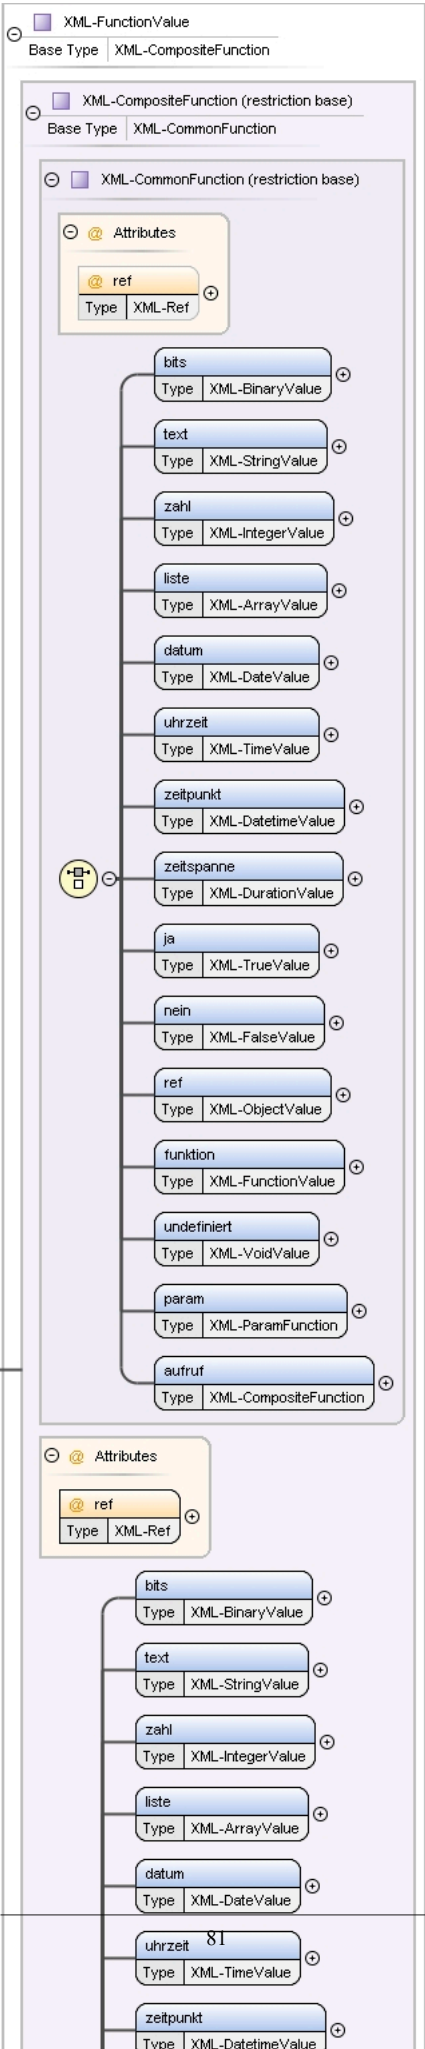 XML-FunctionValue
Base Type XML-CompositeFunction
XML-CompositeFunction (restriction base)
Base Type XML-CommonFunction
XML-CommonFunction (restriction base)
@ Attributes
@ ref
Type XML-Ref
bits
Type XML-BinaryValue
text
Type XML-StringValue
zahl
Type XML-IntegerValue
liste
Type XML-ArrayValue
datum
Type XML-DateValue
uhrzeit
Type XML-TimeValue
zeitpunkt
Type XML-DatetimeValue
zeitspanne
Type XML-DurationValue
ja
Type XML-TrueValue
nein
Type XML-FalseValue
ref
Type XML-ObjectValue
funktion
Type XML-FunctionValue
undefiniert
Type XML-VoidValue
param
Type XML-ParamFunction
aufruf
Type XML-CompositeFunction
@ Attributes
@ ref
Type XML-Ref
bits
Type XML-BinaryValue
text
Type XML-StringValue
zahl
Type XML-IntegerValue
liste
Type XML-ArrayValue
datum
Type XML-DateValue
uhrzeit 81
Type XML-TimeValue
zeitpunkt
Type XML-DatetimeValue